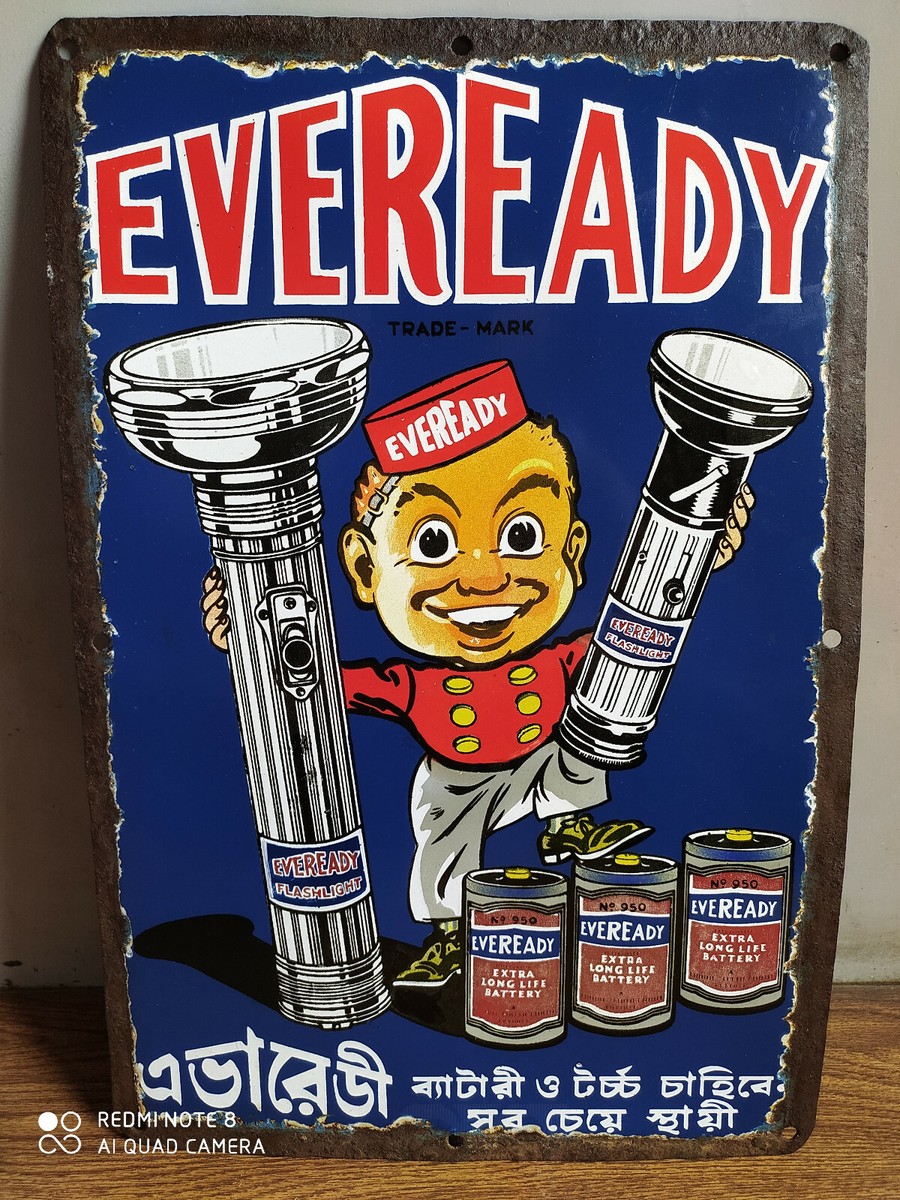 EVEREADY
TRADE-MARK
EVEREADY
EVEREADY
FLASHLIGHT
EVEREADY
FLASHLIGHT
Nº 950
EVEREADY
EXTRA
LONG LIFE
BATTERY
Nº 950
EVEREADY
EXTRA
LONG LIFE
BATTERY
Nº 950
EVEREADY
EXTRA
LONG LIFE
BATTERY
এভারেডী ব্যাটারী ও টর্চ্চ চাহিবেন
সব চেয়ে স্থায়ী
REDMI NOTE 8
AI QUAD CAMERA